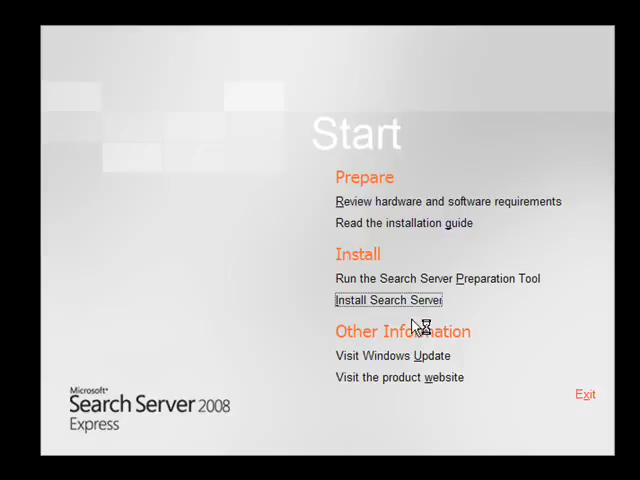 Start
Prepare
Review hardware and software requirements
Read the installation guide
Install
Run the Search Server Preparation Tool
Install Search Server
Other Information
Visit Windows Update
Visit the product website
Exit
Microsoft
Search Server 2008
Express